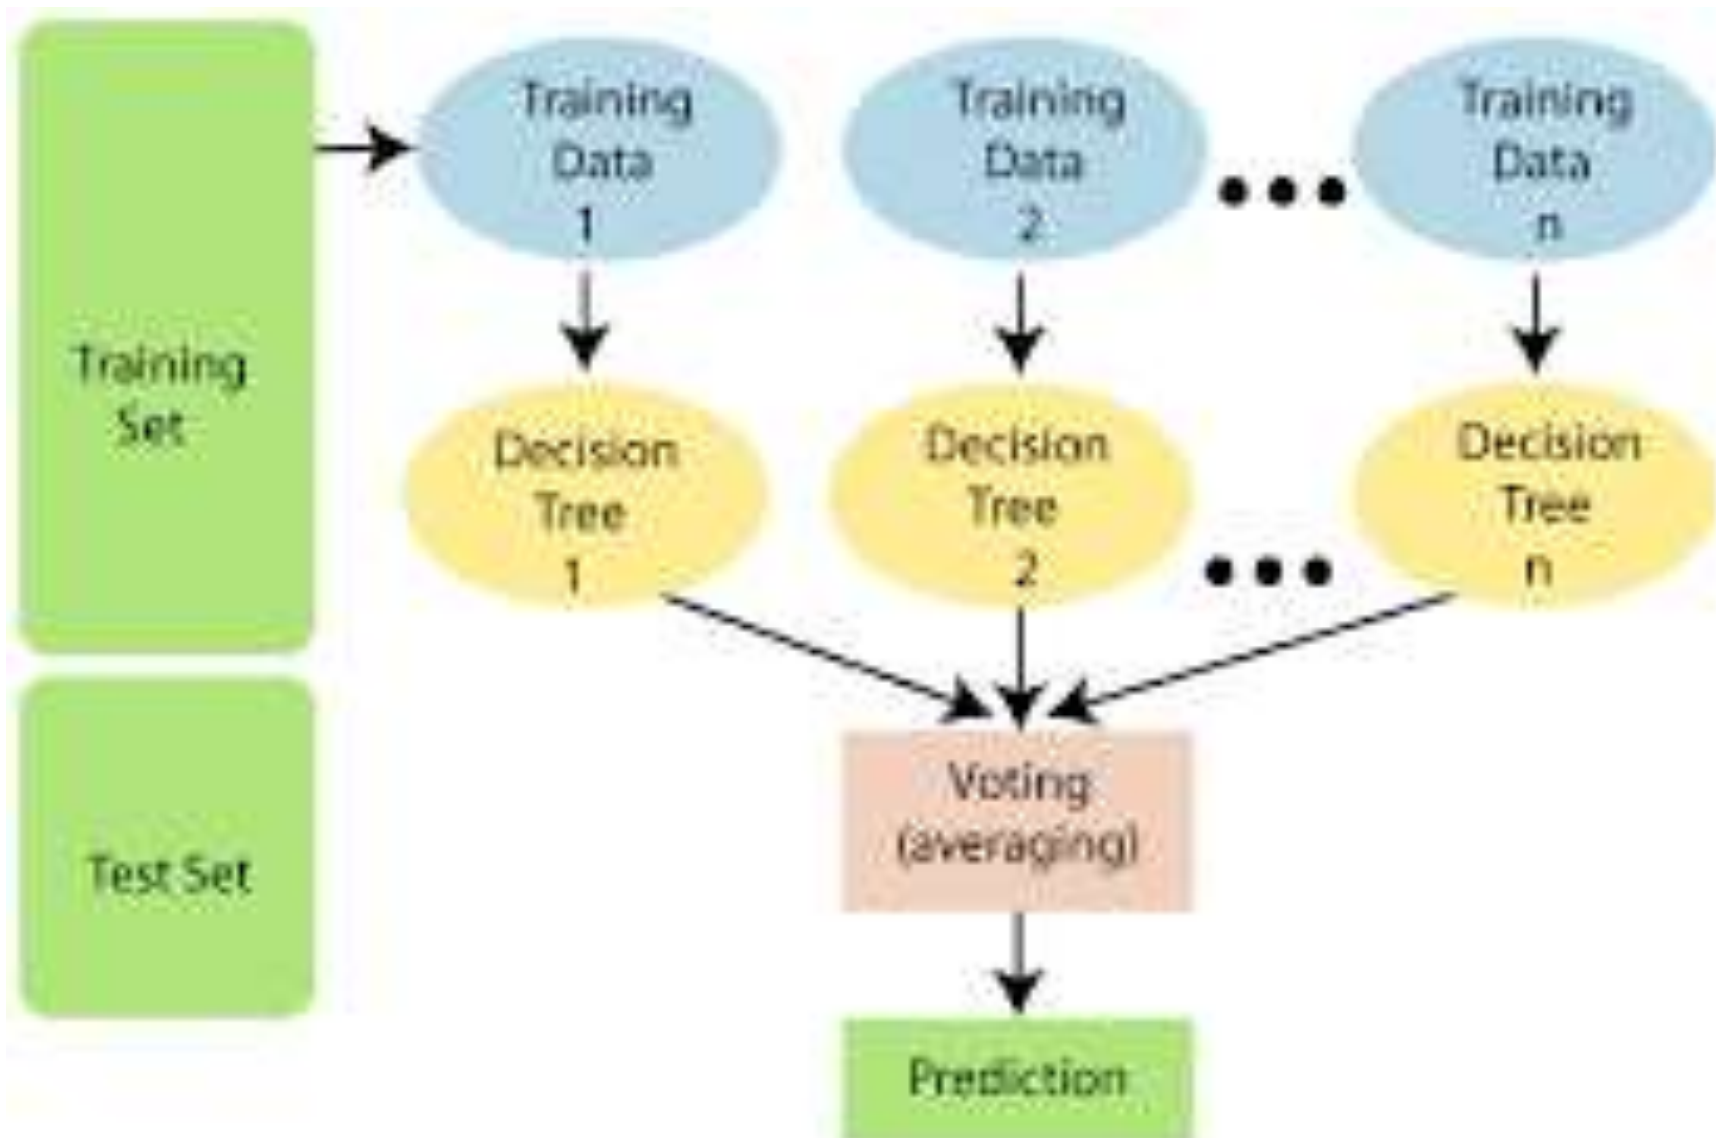 Training
Set
Test Set
Training
Data
1
Training
Data
2
Training
Data
n
Decision
Tree
1
Decision
Tree
2
Decision
Tree
n
Voting
(averaging)
Prediction